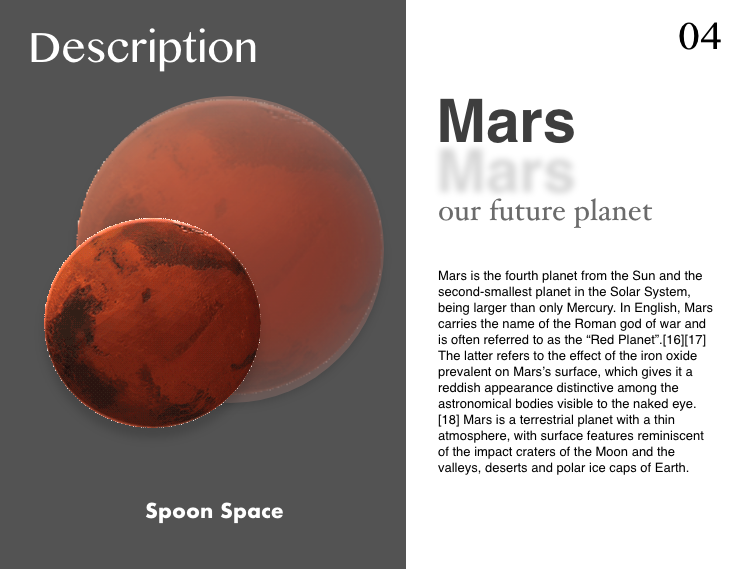 Description
Spoon Space
04
Mars
Mars
our future planet
Mars is the fourth planet from the Sun and the
second-smallest planet in the Solar System,
being larger than only Mercury. In English, Mars
carries the name of the Roman god of war and
is often referred to as the “Red Planet”.[16][17]
The latter refers to the effect of the iron oxide
prevalent on Mars’s surface, which gives it a
reddish appearance distinctive among the
astronomical bodies visible to the naked eye.
[18] Mars is a terrestrial planet with a thin
atmosphere, with surface features reminiscent
of the impact craters of the Moon and the
valleys, deserts and polar ice caps of Earth.